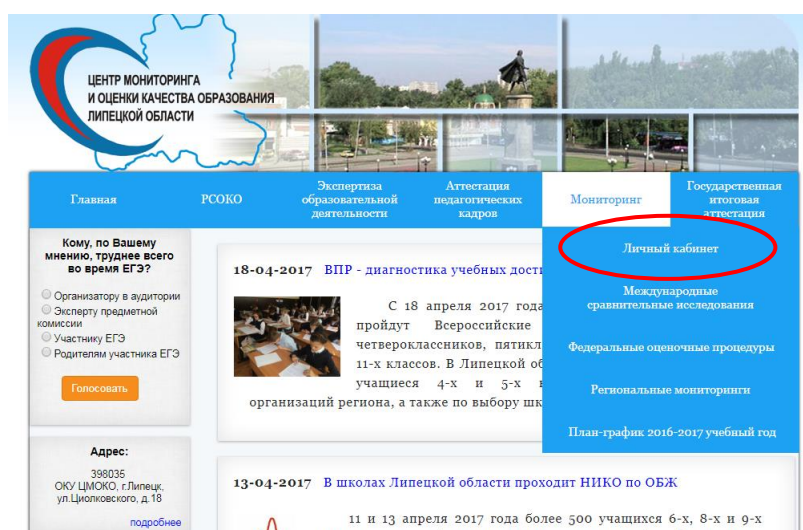 ЦЕНТР МОНИТОРИНГА
И ОЦЕНКИ КАЧЕСТВА ОБРАЗОВАНИЯ
ЛИПЕЦКОЙ ОБЛАСТИ
Главная
РСОКО
Экспертиза
образовательной
деятельности
Аттестация
педагогических
кадров
Мониторинг
Государственная
итоговая
аттестация
Личный кабинет
Международные
сравнительные исследования
Федеральные оценочные процедуры
Региональные мониторинги
План-график 2016-2017 учебный год
Кому, по Вашему
мнению, труднее всего
во время ЕГЭ?
Организатору в аудитории
Эксперту предметной
комиссии
Участнику ЕГЭ
Родителям участника ЕГЭ
Голосовать
Адрес:
398035
ОКУ ЦМОКО, г.Липецк,
ул.Циолковского, д.18
подробнее
18-04-2017 ВПР - диагностика учебных
С 18 апреля 2017 года
пройдут Всероссийские
четвероклассников,
11-х классов. В Липецкой
учащиеся 4-х и 5-х
организаций региона, а также по выбору
13-04-2017 В школах Липецкой области проходит НИКО по ОБЖ
11 и 13 апреля 2017 года более 500 учащихся 6-х, 8-х и 9-х